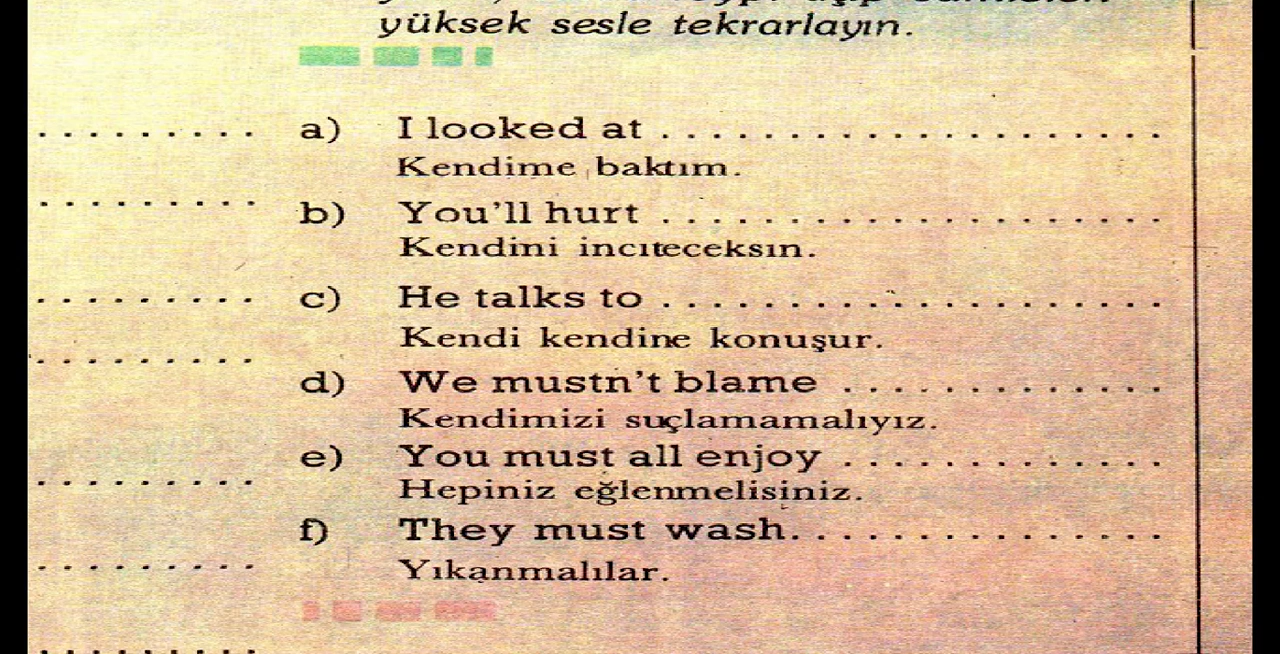 yüksek sesle tekrarlayın.
......... a) I looked at ....................
Kendime baktım.
......... b) You'll hurt ....................
Kendini inciteceksin.
......... c) He talks to ....................
Kendi kendine konuşur.
......... d) We mustn't blame .............
Kendimizi suçlamamalıyız.
e) You must all enjoy .............
......... Hepiniz eğlenmelisiniz.
f) They must wash...............
......... Yıkanmalılar.
.........